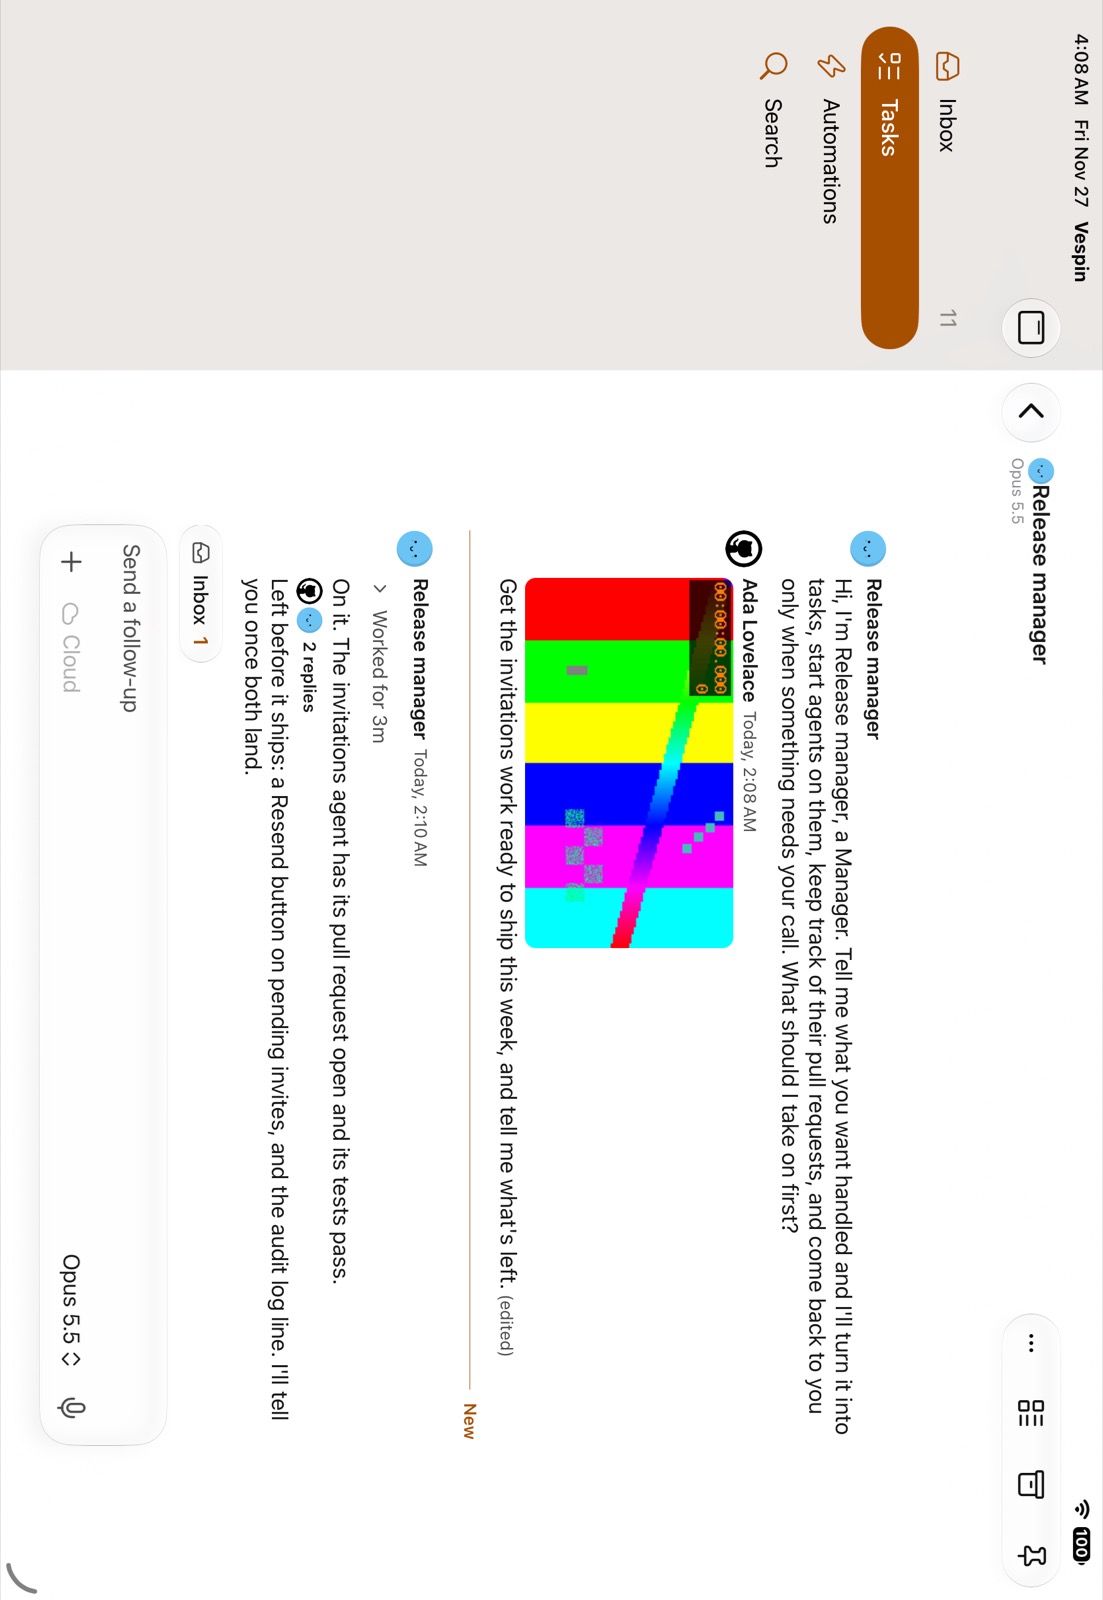 4:08 AM Fri Nov 27 Vespin
100
Release manager
Opus 5.5
Inbox 11
Tasks
Automations
Search
Release manager
Hi, I'm Release manager, a Manager. Tell me what you want handled and I'll turn it into
tasks, start agents on them, keep track of their pull requests, and come back to you
only when something needs your call. What should I take on first?
Ada Lovelace Today, 2:08 AM
00:00:00.000
0
Get the invitations work ready to ship this week, and tell me what's left. (edited)
New
Release manager Today, 2:10 AM
Worked for 3m
On it. The invitations agent has its pull request open and its tests pass.
2 replies
Left before it ships: a Resend button on pending invites, and the audit log line. I'll tell
you once both land.
Inbox 1
Send a follow-up
Cloud
Opus 5.5